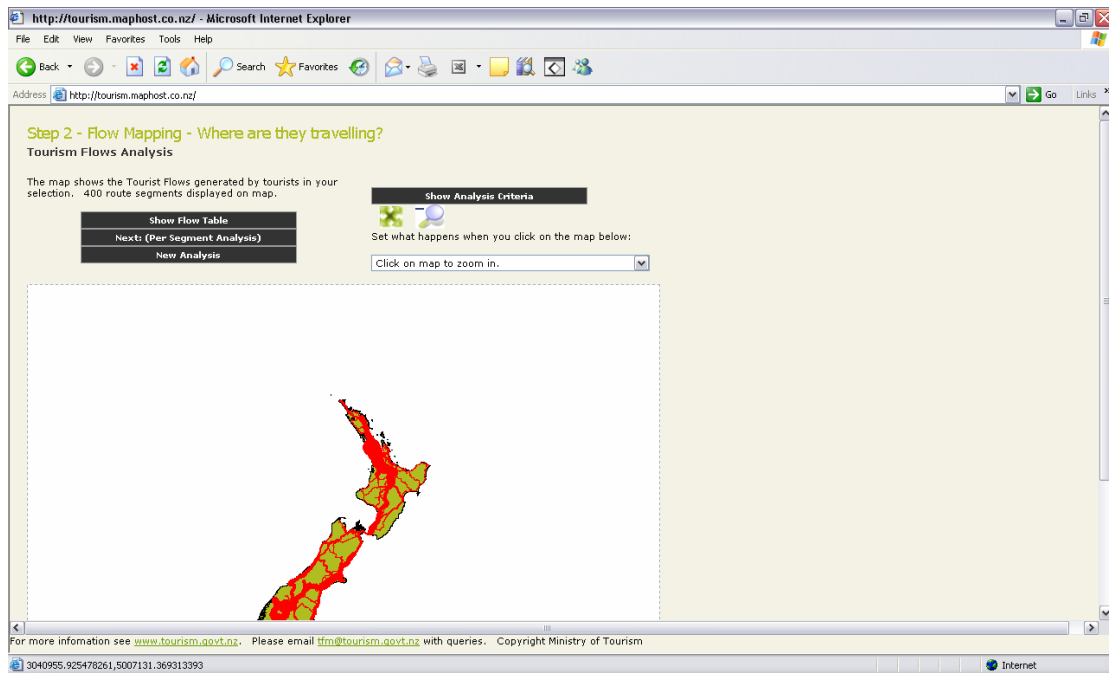 http://tourism.maphost.co.nz/ - Microsoft Internet Explorer
File Edit View Favorites Tools Help
Back Search Favorites
Address http://tourism.maphost.co.nz/ Go Links »
Step 2 - Flow Mapping - Where are they travelling?
Tourism Flows Analysis
The map shows the Tourist Flows generated by tourists in your
selection. 400 route segments displayed on map.
Show Flow Table
Next: (Per Segment Analysis)
New Analysis
Show Analysis Criteria
Set what happens when you click on the map below:
Click on map to zoom in.
For more infomation see www.tourism.govt.nz. Please email tfm@tourism.govt.nz with queries. Copyright Ministry of Tourism
3040955.925478261,5007131.369313393 Internet